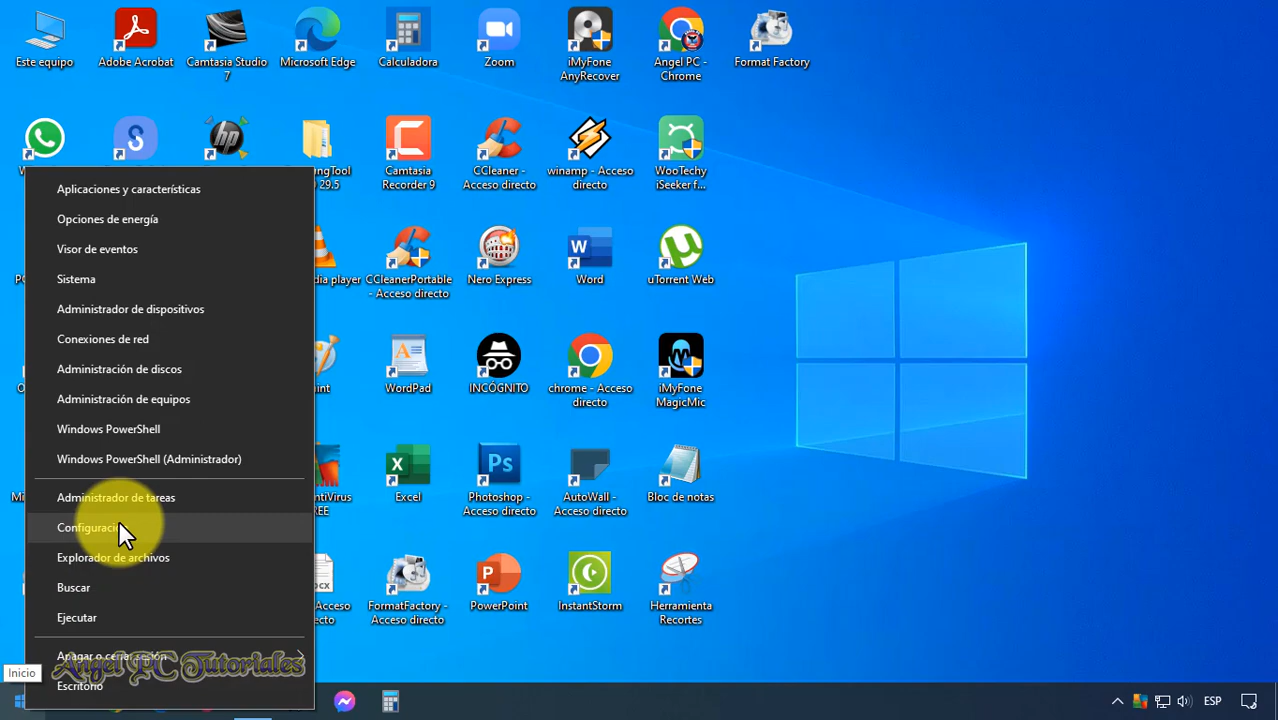 Este equipo
Adobe Acrobat
Camtasia Studio
7
Microsoft Edge
Calculadora
Zoom
iMyFone
AnyRecover
Angel PC -
Chrome
Format Factory
Camtasia
Recorder 9
CCleaner -
Acceso directo
winamp - Acceso
directo
WooTechy
iSeeker f...
CCleanerPortable
- Acceso directo
Nero Express
Word
uTorrent Web
WordPad
INCÓGNITO
chrome - Acceso
directo
iMyFone
MagicMic
Excel
Photoshop -
Acceso directo
AutoWall -
Acceso directo
Bloc de notas
FormatFactory -
Acceso directo
PowerPoint
InstantStorm
Herramienta
Recortes
Aplicaciones y características
Opciones de energía
Visor de eventos
Sistema
Administrador de dispositivos
Conexiones de red
Administración de discos
Administración de equipos
Windows PowerShell
Windows PowerShell (Administrador)
Administrador de tareas
Configuración
Explorador de archivos
Buscar
Ejecutar
Apagar o cerrar sesión
Angel PC Tutoriales
Escritorio
Inicio
ESP